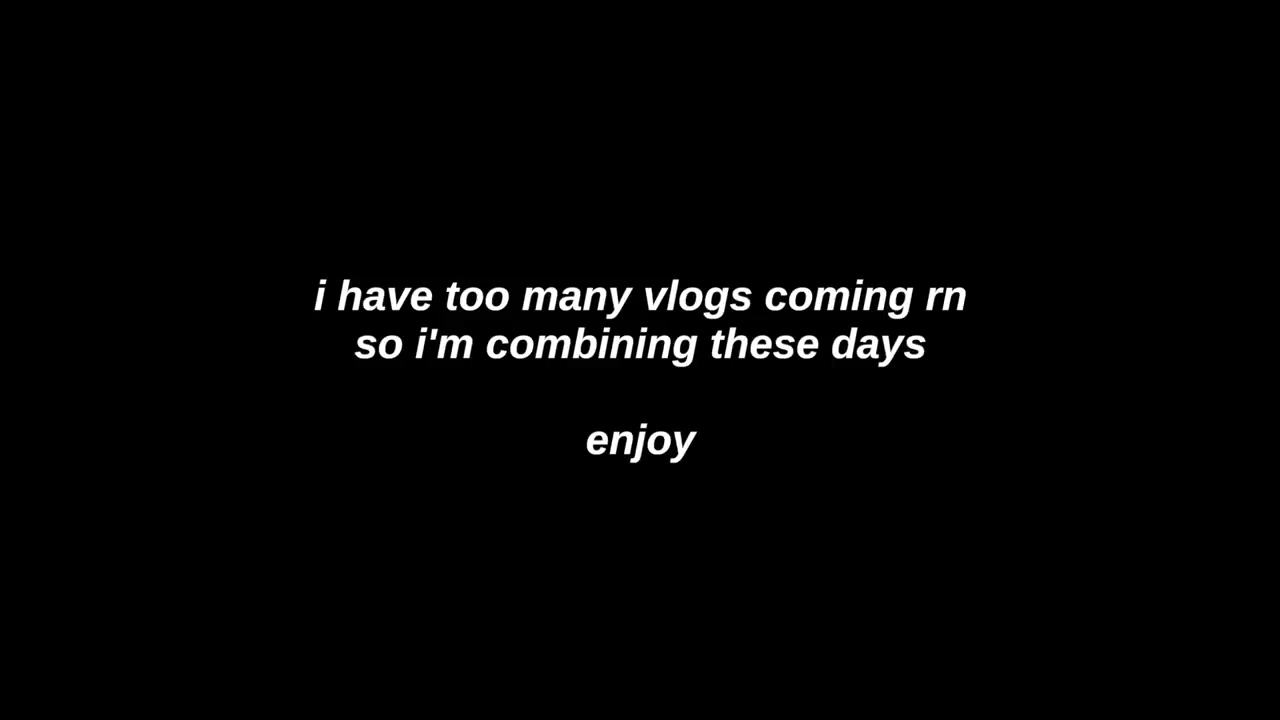 i have too many vlogs coming rn
so i'm combining these days
enjoy